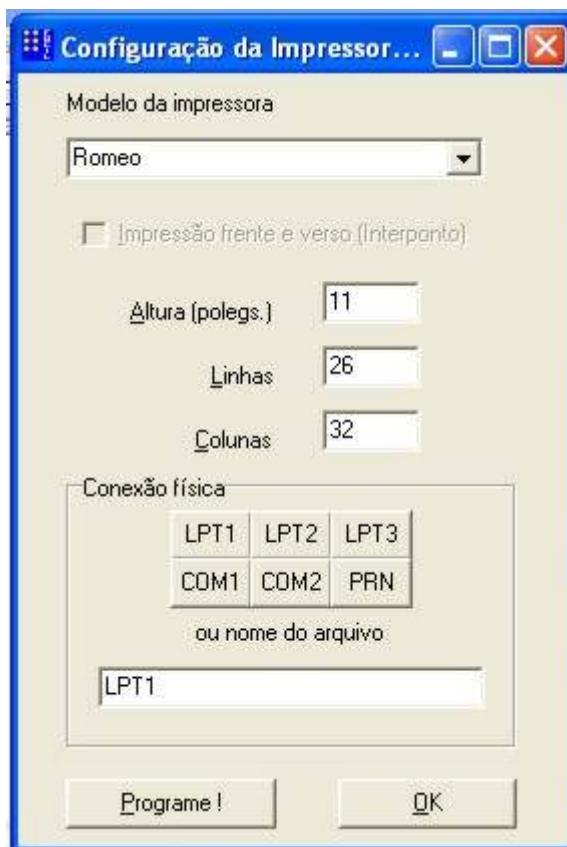 Configuração da Impressor...
Modelo da impressora
Romeo
Impressão frente e verso (Interponto)
Altura (polegs.) 11
Linhas 26
Colunas 32
Conexão física
LPT1 LPT2 LPT3
COM1 COM2 PRN
ou nome do arquivo
LPT1
Programe ! OK